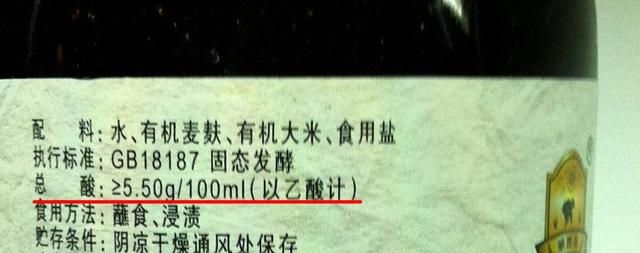 配 料:水、有机麦麸、有机大米、食用盐
执行标准:GB18187 固态发酵
总 酸:≥5.50g/100ml(以乙酸计)
食用方法:蘸食、浸渍
贮存条件:阴凉干燥通风处保存